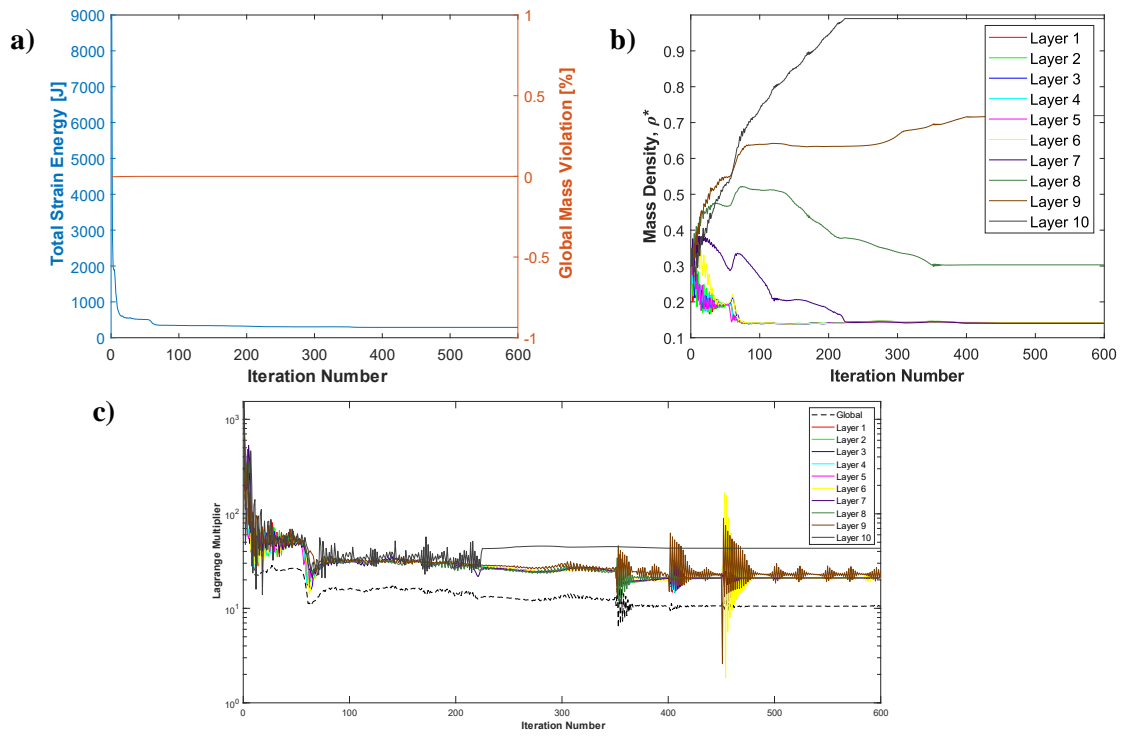 a)
Total Strain Energy [J]
9000
8000
7000
6000
5000
4000
3000
2000
1000
0
0 100 200 300 400 500 600
Iteration Number
1
0.5
0
-0.5
-1
Global Mass Violation [%]
b)
Mass Density, ρ*
0.9
0.8
0.7
0.6
0.5
0.4
0.3
0.2
0.1
0 100 200 300 400 500 600
Iteration Number
Layer 1
Layer 2
Layer 3
Layer 4
Layer 5
Layer 6
Layer 7
Layer 8
Layer 9
Layer 10
c)
Lagrange Multiplier
10³
10²
10¹
10⁰
0 100 200 300 400 500 600
Iteration Number
Global
Layer 1
Layer 2
Layer 3
Layer 4
Layer 5
Layer 6
Layer 7
Layer 8
Layer 9
Layer 10